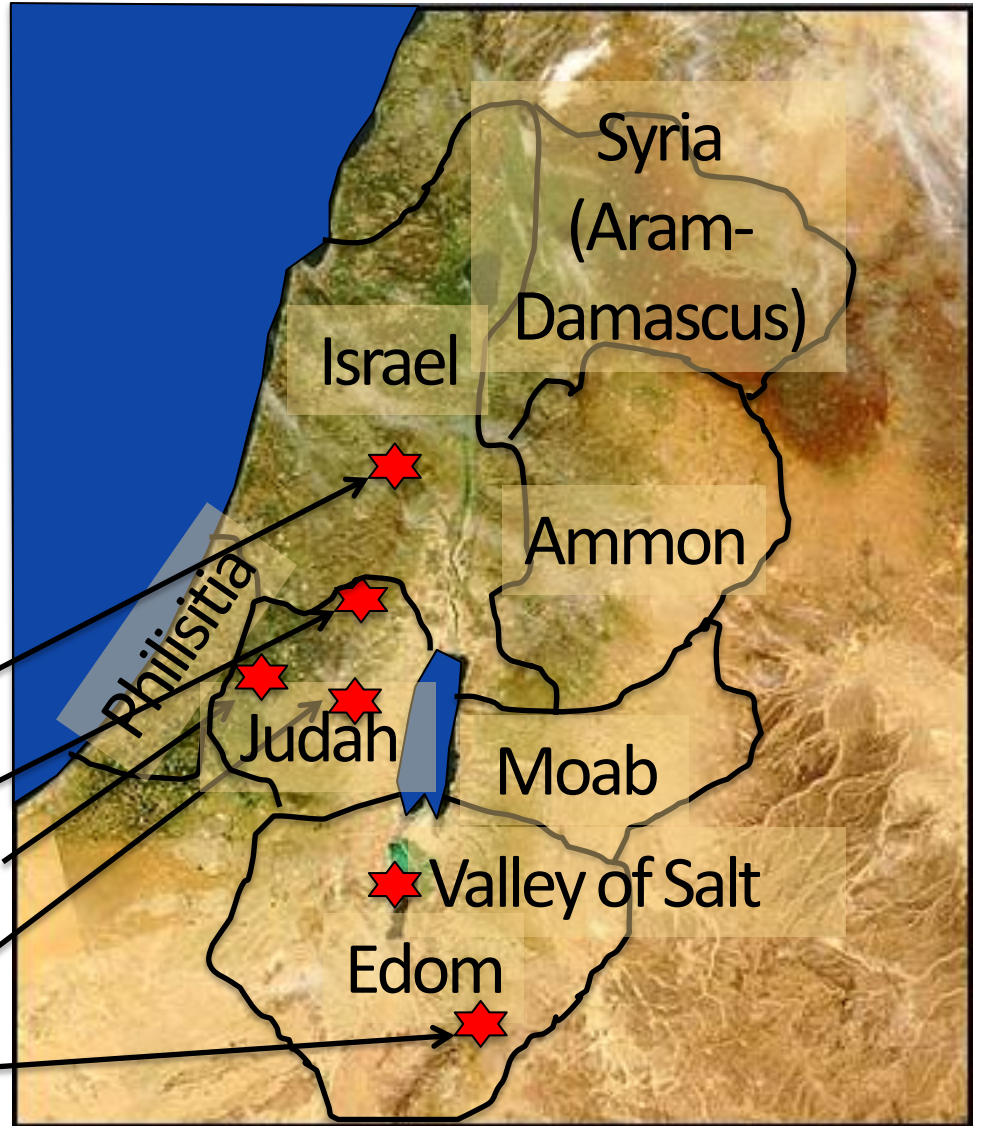 Syria
(Aram-
Damascus)
Israel
Ammon
Philisitia
Judah
Moab
Valley of Salt
Edom